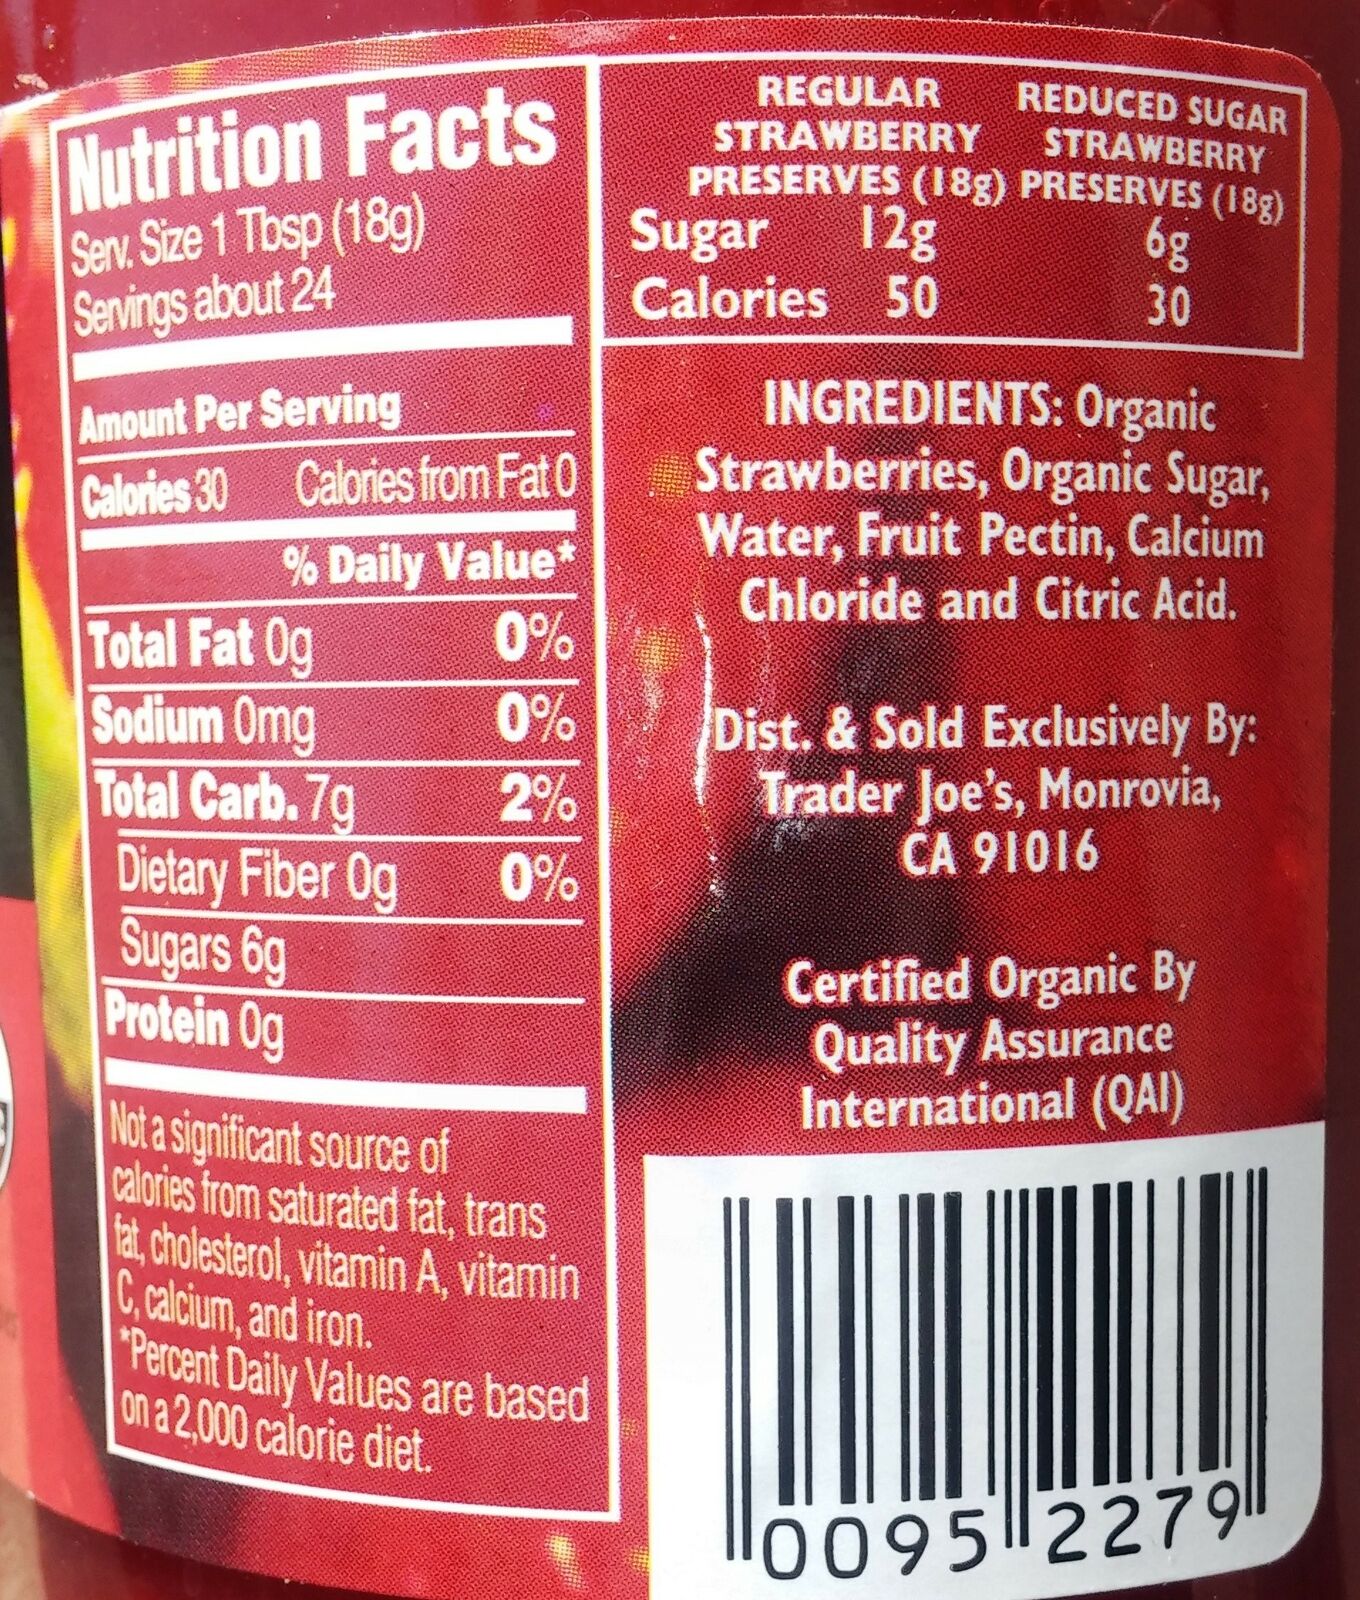 Nutrition Facts
Serv. Size 1 Tbsp (18g)
Servings about 24
Amount Per Serving
Calories 30 Calories from Fat 0
% Daily Value*
Total Fat 0g 0%
Sodium 0mg 0%
Total Carb. 7g 2%
Dietary Fiber 0g 0%
Sugars 6g
Protein 0g
Not a significant source of
calories from saturated fat, trans
fat, cholesterol, vitamin A, vitamin
C, calcium, and iron.
*Percent Daily Values are based
on a 2,000 calorie diet.
REGULAR REDUCED SUGAR
STRAWBERRY STRAWBERRY
PRESERVES (18g) PRESERVES (18g)
Sugar 12g 6g
Calories 50 30
INGREDIENTS: Organic
Strawberries, Organic Sugar,
Water, Fruit Pectin, Calcium
Chloride and Citric Acid.
Dist. & Sold Exclusively By:
Trader Joe's, Monrovia,
CA 91016
Certified Organic By
Quality Assurance
International (QAI)
0095 2279